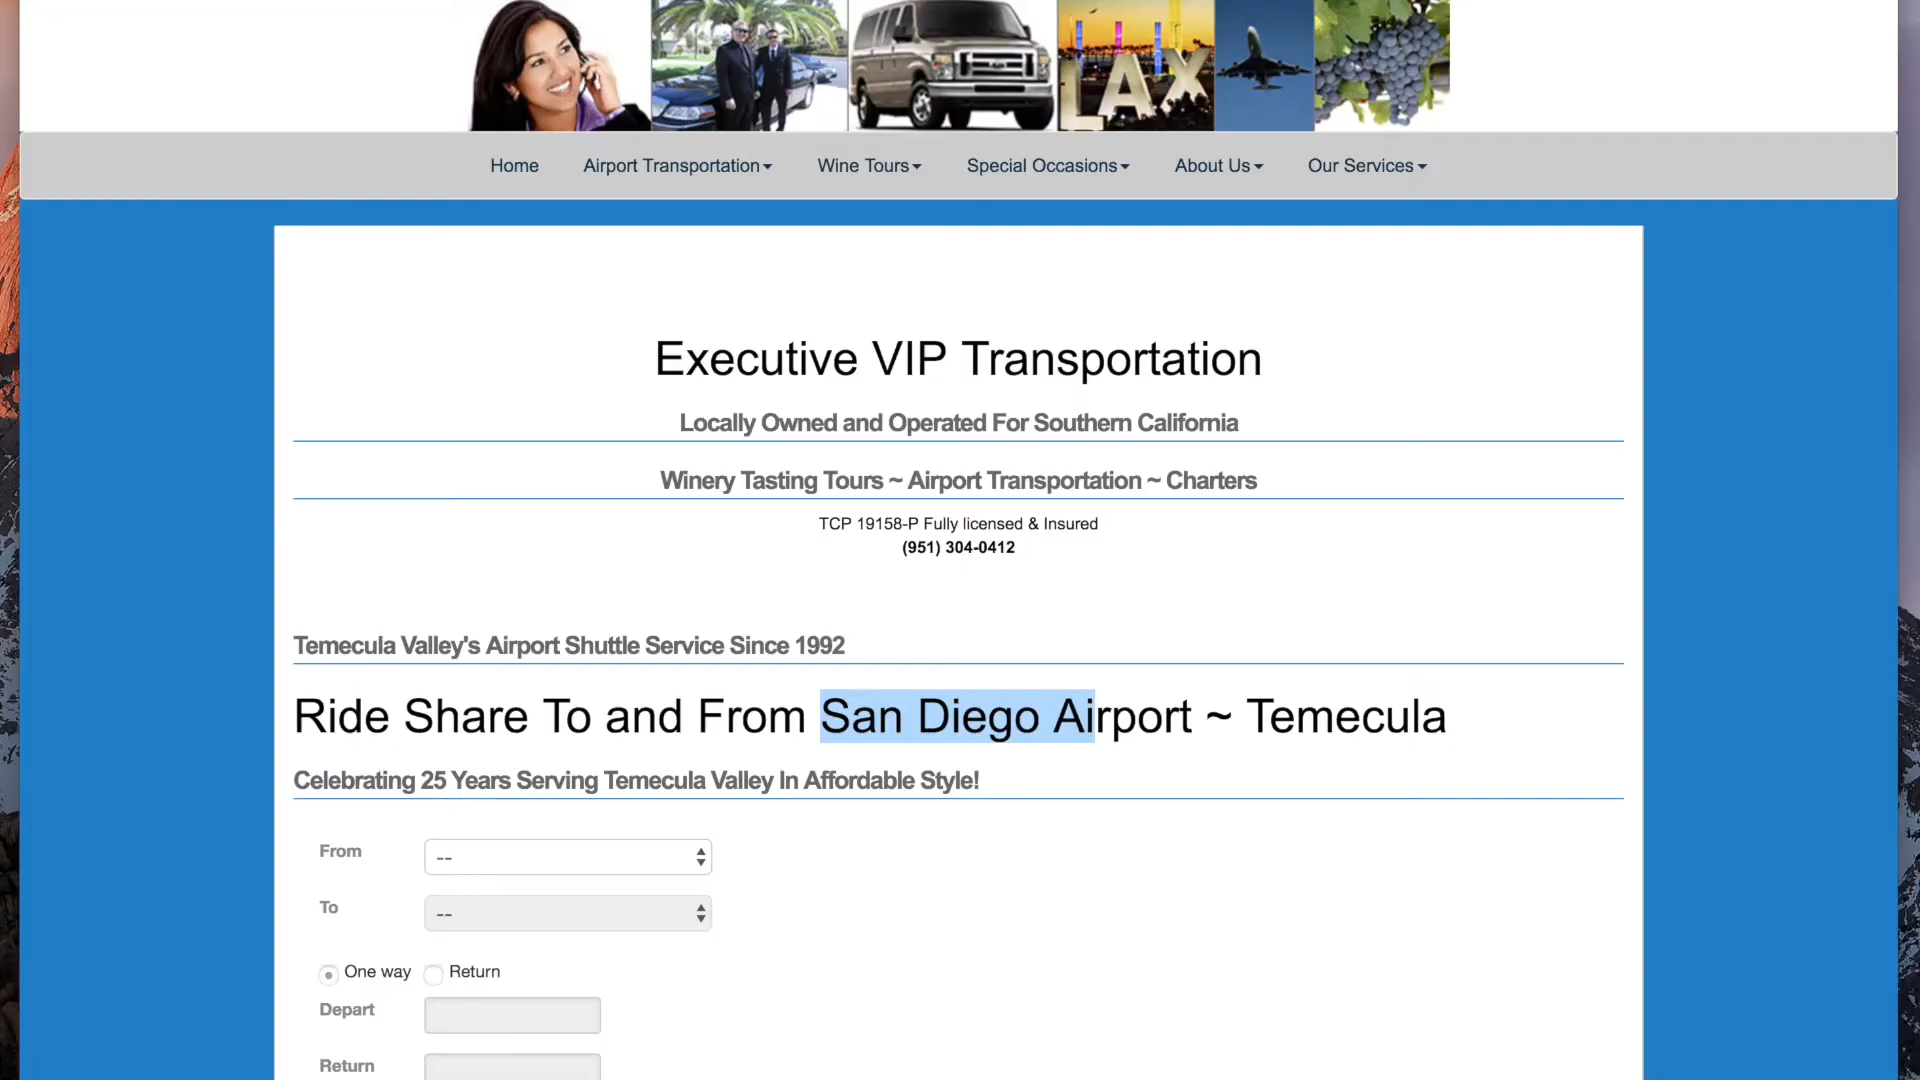 LAX
Home Airport Transportation Wine Tours Special Occasions About Us Our Services
Executive VIP Transportation
Locally Owned and Operated For Southern California
Winery Tasting Tours ~ Airport Transportation ~ Charters
TCP 19158-P Fully licensed & Insured
(951) 304-0412
Temecula Valley's Airport Shuttle Service Since 1992
Ride Share To and From San Diego Airport ~ Temecula
Celebrating 25 Years Serving Temecula Valley In Affordable Style!
From --
To --
One way Return
Depart
Return